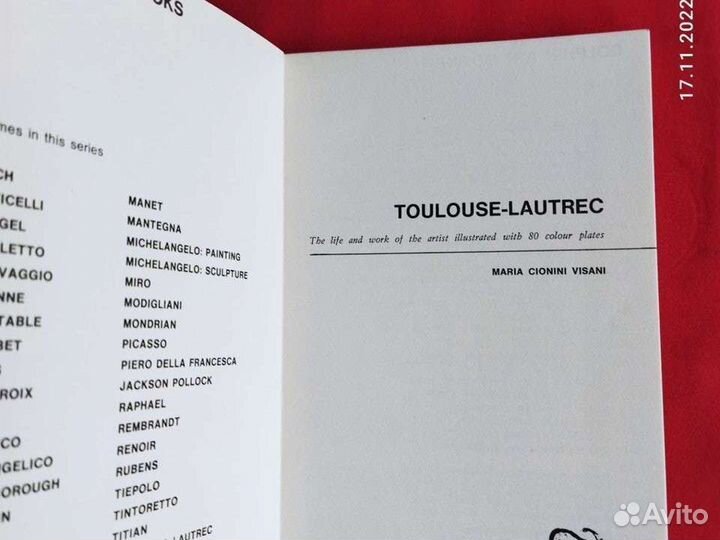 OKS
mes in this series
CH
ICELLI
GEL
LETTO
VAGGIO
NNE
TABLE
BET
ROIX
CO
NGELICO
OROUGH
N
MANET
MANTEGNA
MICHELANGELO: PAINTING
MICHELANGELO: SCULPTURE
MIRO
MODIGLIANI
MONDRIAN
PICASSO
PIERO DELLA FRANCESCA
JACKSON POLLOCK
RAPHAEL
REMBRANDT
RENOIR
RUBENS
TIEPOLO
TINTORETTO
TITIAN
LAUTREC
TOULOUSE-LAUTREC
The life and work of the artist illustrated with 80 colour plates
MARIA CIONINI VISANI
17.11.2022
Avito